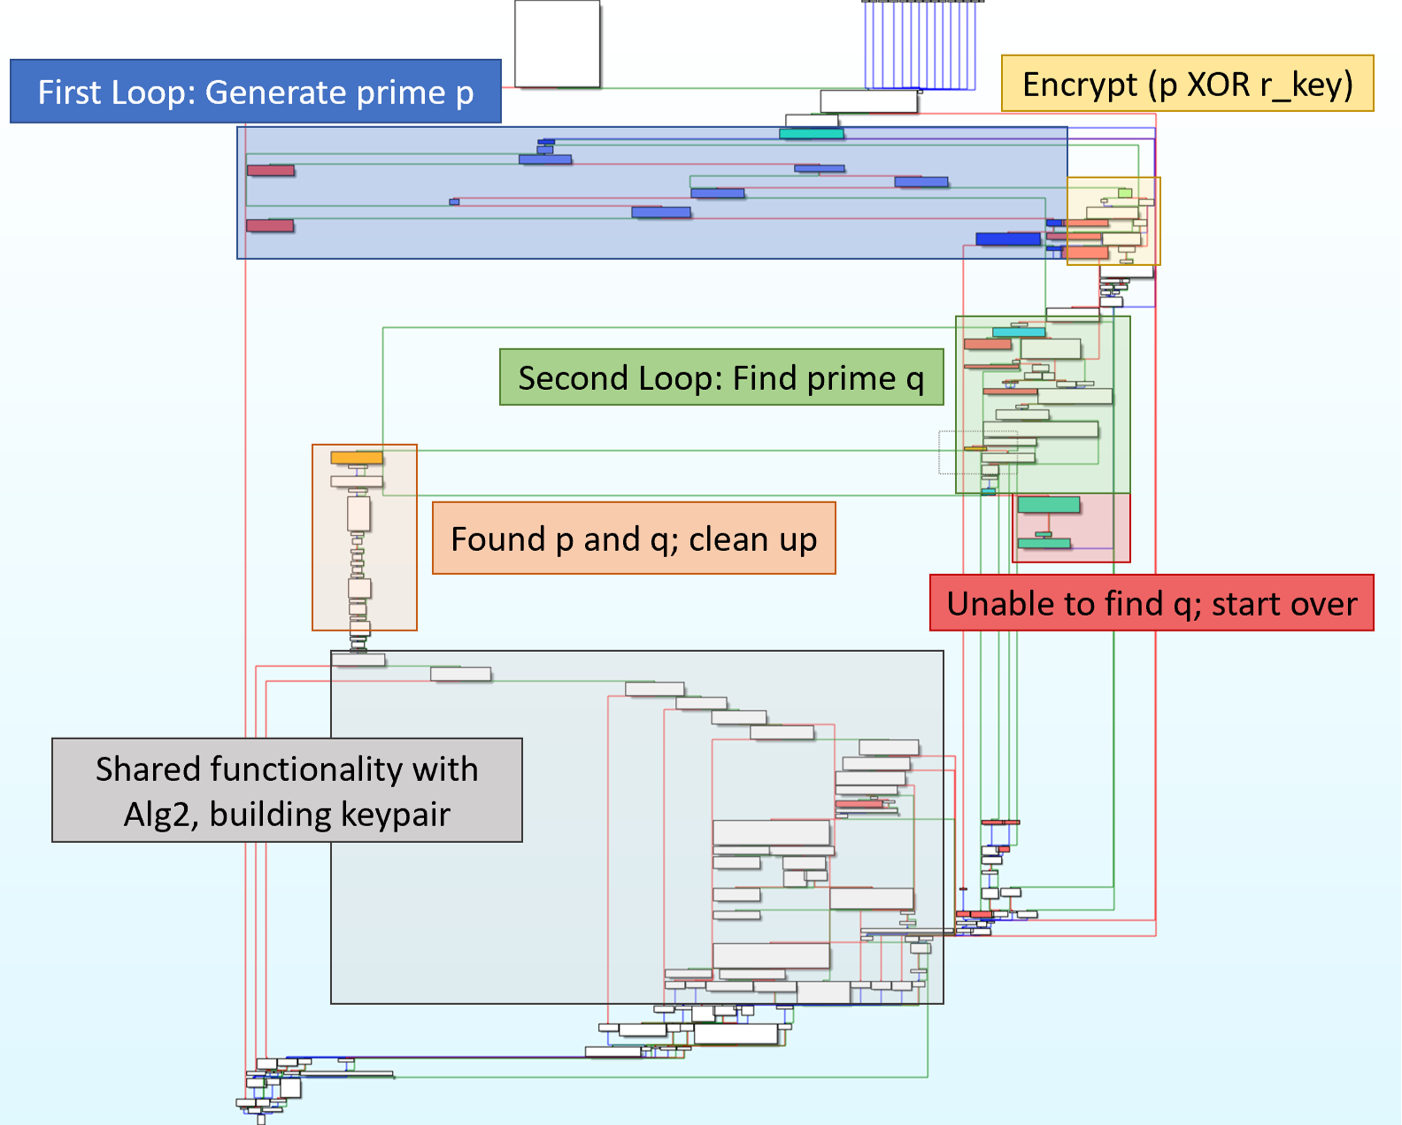 First Loop: Generate prime p
Encrypt (p XOR r_key)
Second Loop: Find prime q
Found p and q; clean up
Unable to find q; start over
Shared functionality with
Alg2, building keypair